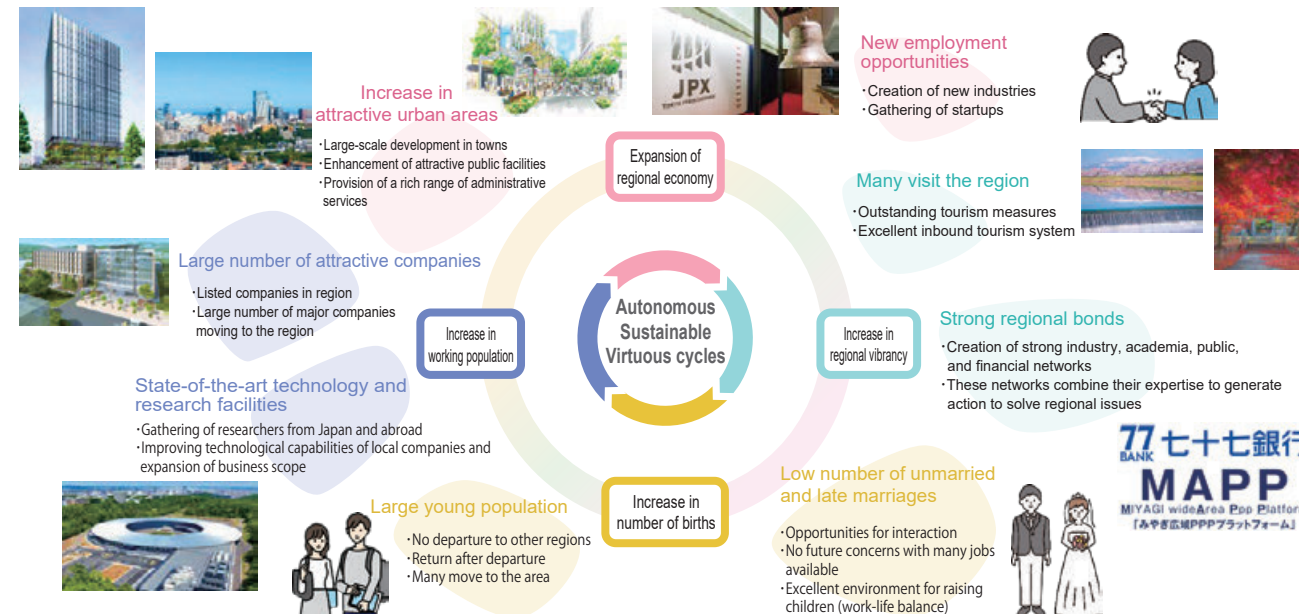 Increase in
attractive urban areas
・Large-scale development in towns
・Enhancement of attractive public facilities
・Provision of a rich range of administrative
services
JPX
New employment
opportunities
・Creation of new industries
・Gathering of startups
Expansion of
regional economy
Many visit the region
・Outstanding tourism measures
・Excellent inbound tourism system
Large number of attractive companies
・Listed companies in region
・Large number of major companies
moving to the region
Increase in
working population
Autonomous
Sustainable
Virtuous cycles
Increase in
regional vibrancy
Strong regional bonds
・Creation of strong industry, academia, public,
and financial networks
・These networks combine their expertise to generate
action to solve regional issues
State-of-the-art technology and
research facilities
・Gathering of researchers from Japan and abroad
・Improving technological capabilities of local companies and
expansion of business scope
Large young population
・No departure to other regions
・Return after departure
・Many move to the area
Increase in
number of births
Low number of unmarried
and late marriages
・Opportunities for interaction
・No future concerns with many jobs
available
・Excellent environment for raising
children (work-life balance)
77 BANK 七十七銀行
MAPP
MIYAGI wideArea Ppp Platform
「みやぎ広域PPPプラットフォーム」